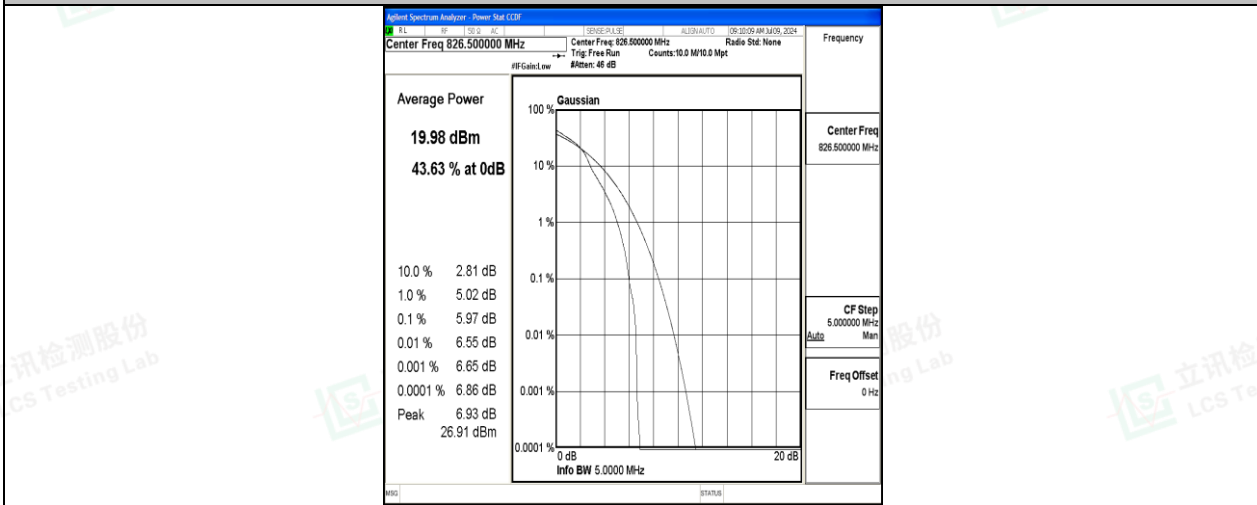 Agilent Spectrum Analyzer - Power Stat CCDF
RL RF 50 Ω AC SENSE:PULSE ALIGN AUTO 09:10:09 AM Jul 09, 2024
Center Freq 826.500000 MHz
Center Freq: 826.500000 MHz Radio Std: None
Trig: Free Run Counts:10.0 M/10.0 Mpt
#IFGain:Low #Atten: 46 dB
Frequency
Average Power
19.98 dBm
43.63 % at 0dB
10.0 % 2.81 dB
1.0 % 5.02 dB
0.1 % 5.97 dB
0.01 % 6.55 dB
0.001 % 6.65 dB
0.0001 % 6.86 dB
Peak 6.93 dB
26.91 dBm
Gaussian
100 %
10 %
1 %
0.1 %
0.01 %
0.001 %
0.0001 %
0 dB 20 dB
Info BW 5.0000 MHz
Center Freq
826.500000 MHz
CF Step
5.000000 MHz
Auto Man
Freq Offset
0 Hz
MSG STATUS
讯检测股份
LCS Testing Lab
股份
ng Lab
立讯检
LCS Te